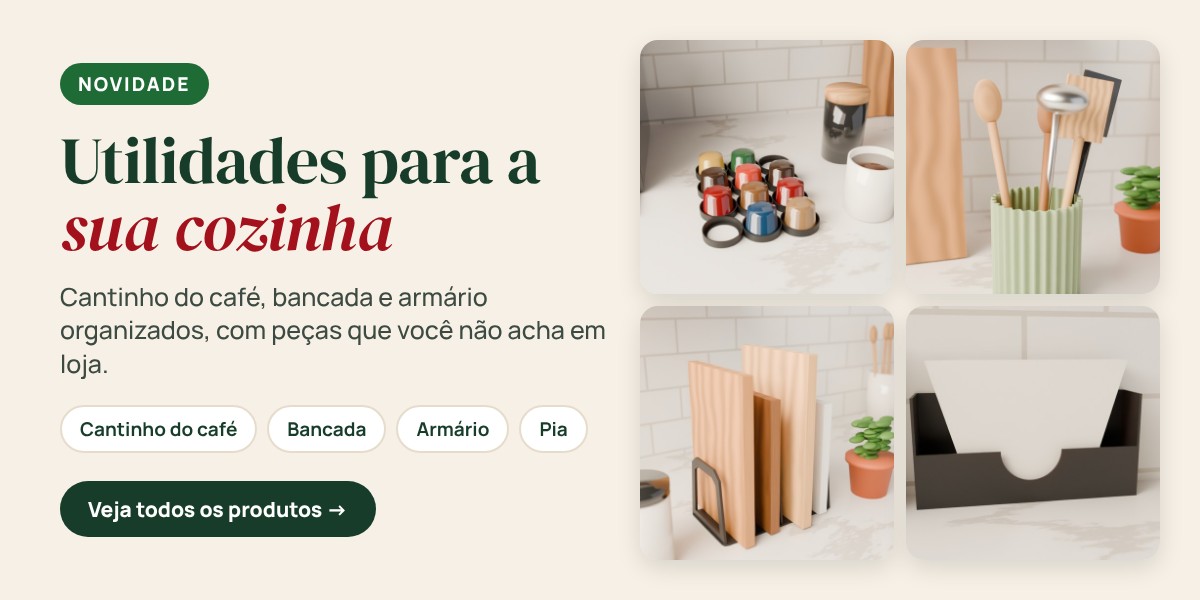 NOVIDADE
Utilidades para a
sua cozinha
Cantinho do café, bancada e armário
organizados, com peças que você não acha em
loja.
Cantinho do café
Bancada
Armário
Pia
Veja todos os produtos →